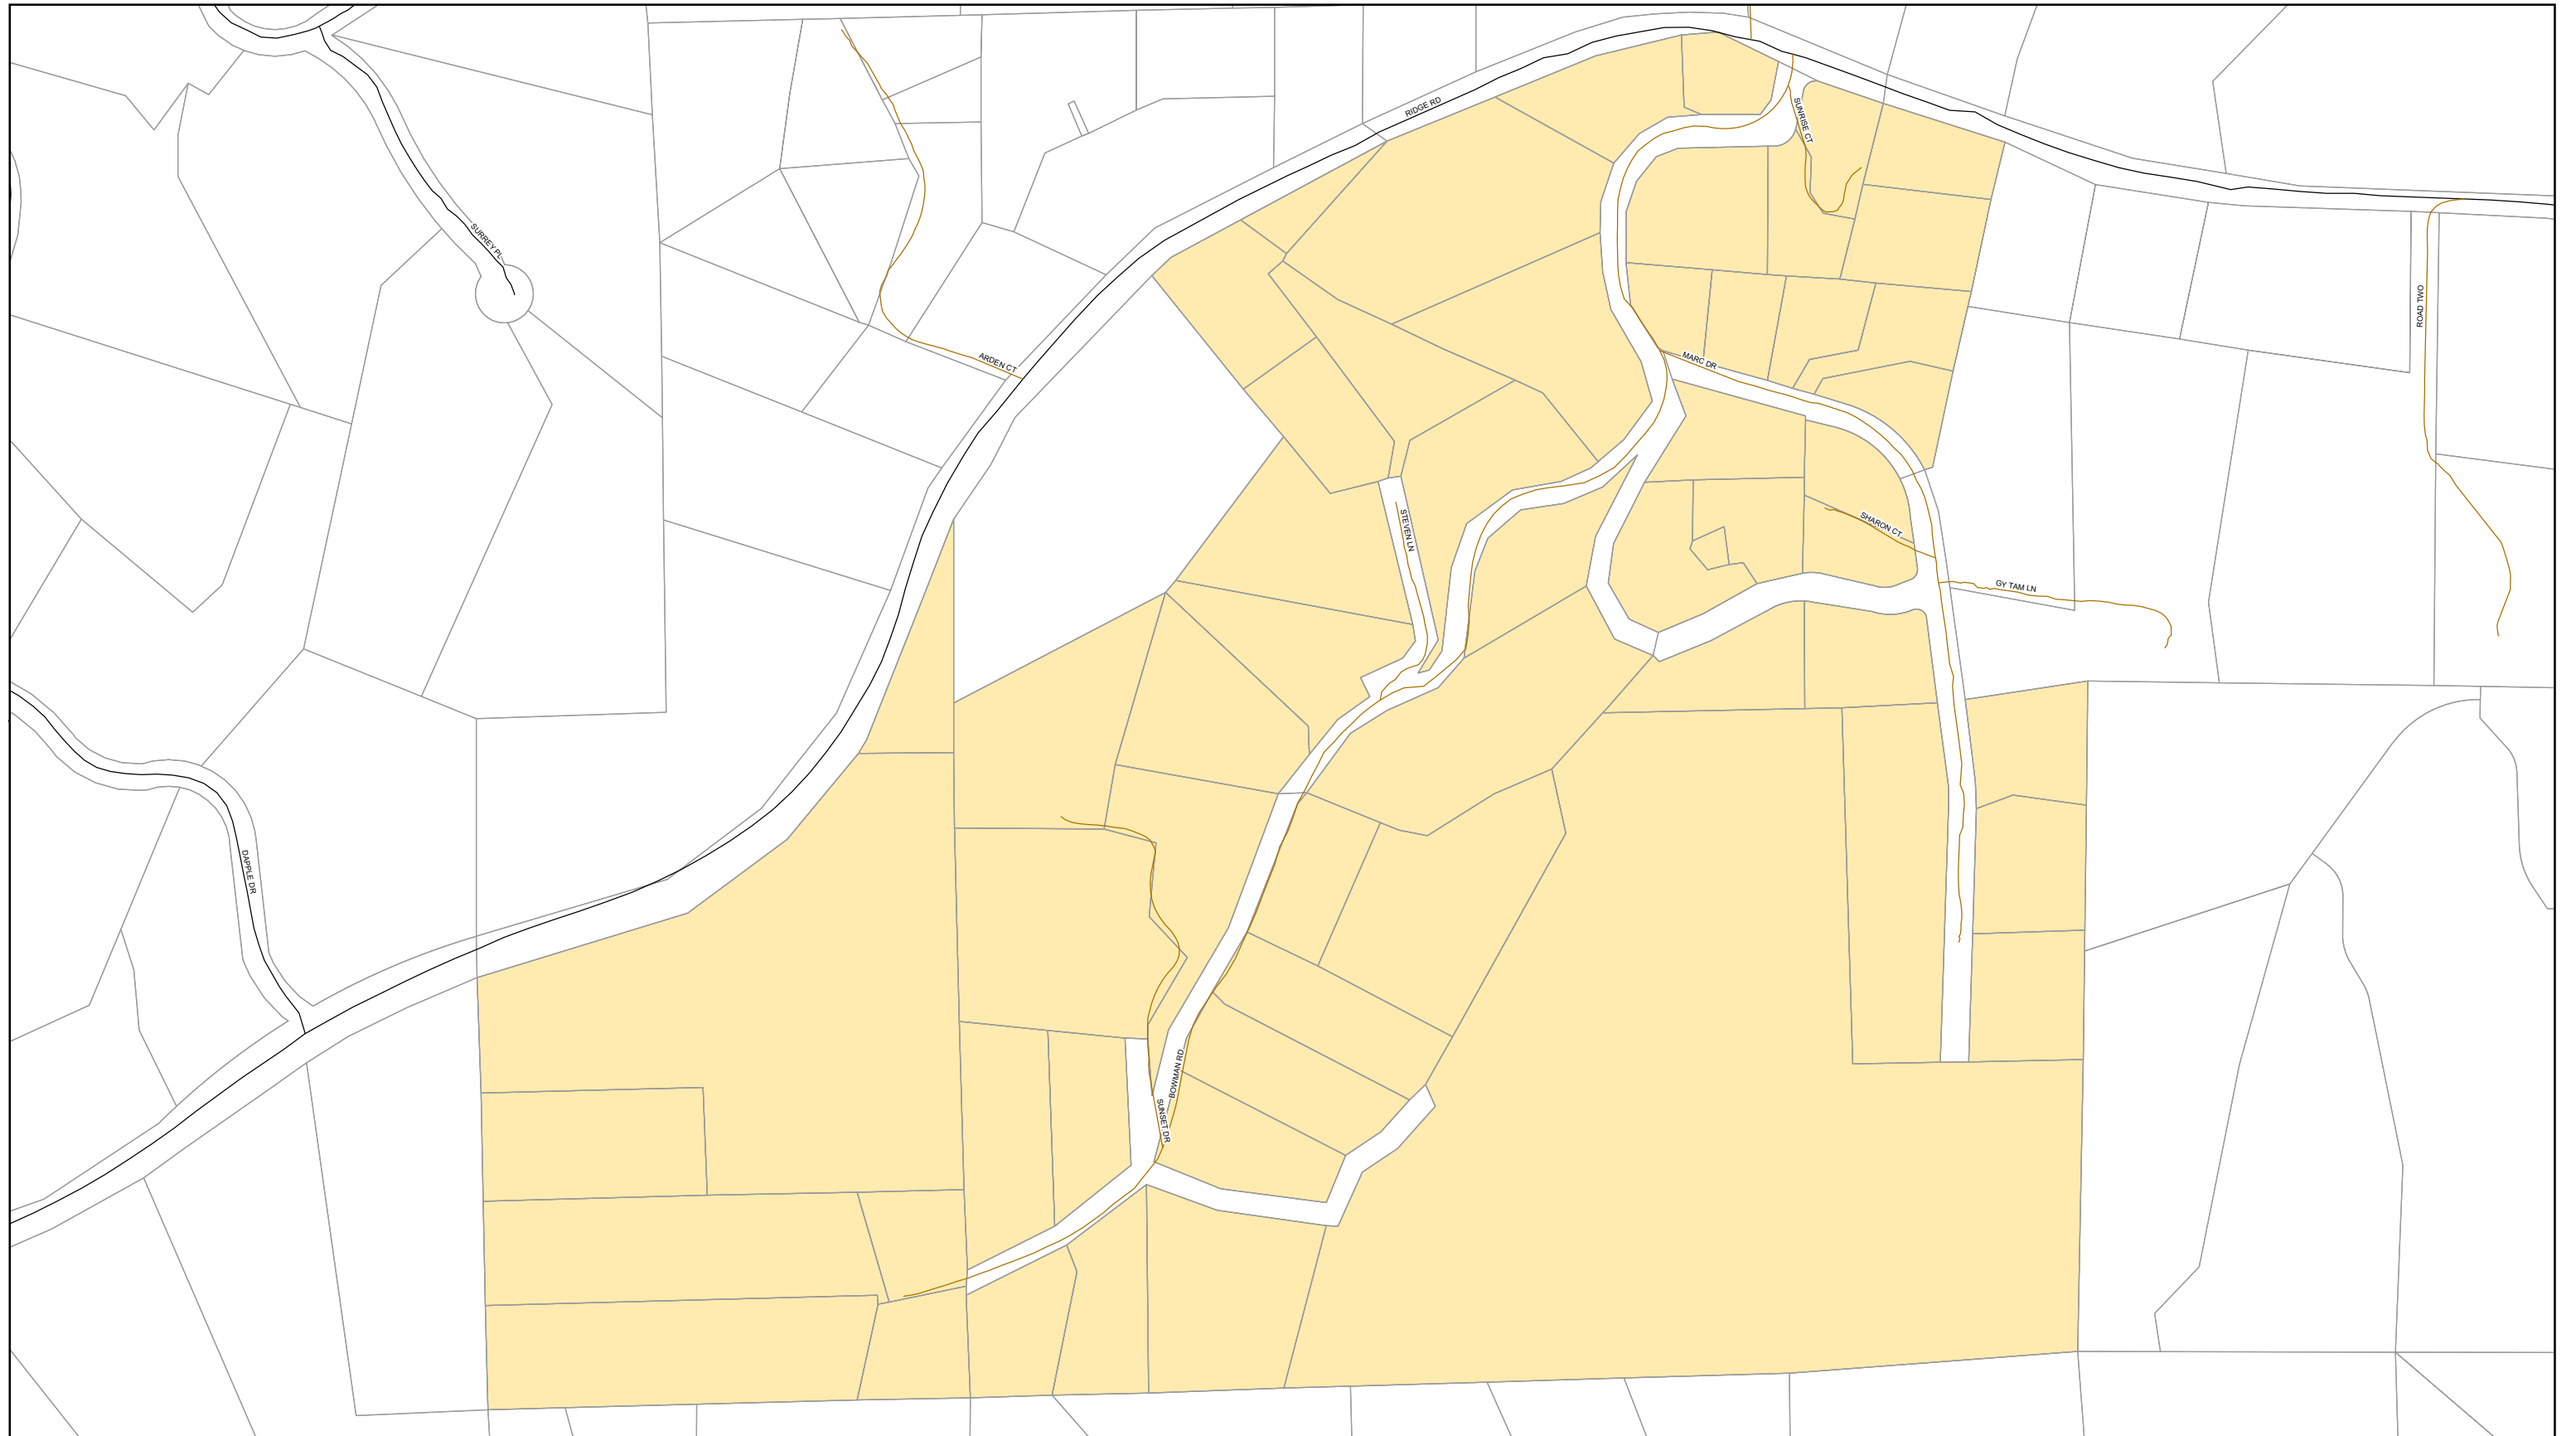 RIDGE RD
SUNRISE CT
SURREY PL
ROAD TWO
ARDEN CT
MARC DR
STEVEN LN
SHARON CT
GY TAM LN
DAPPLE DR
BOWMAN RD
SUNSET DR